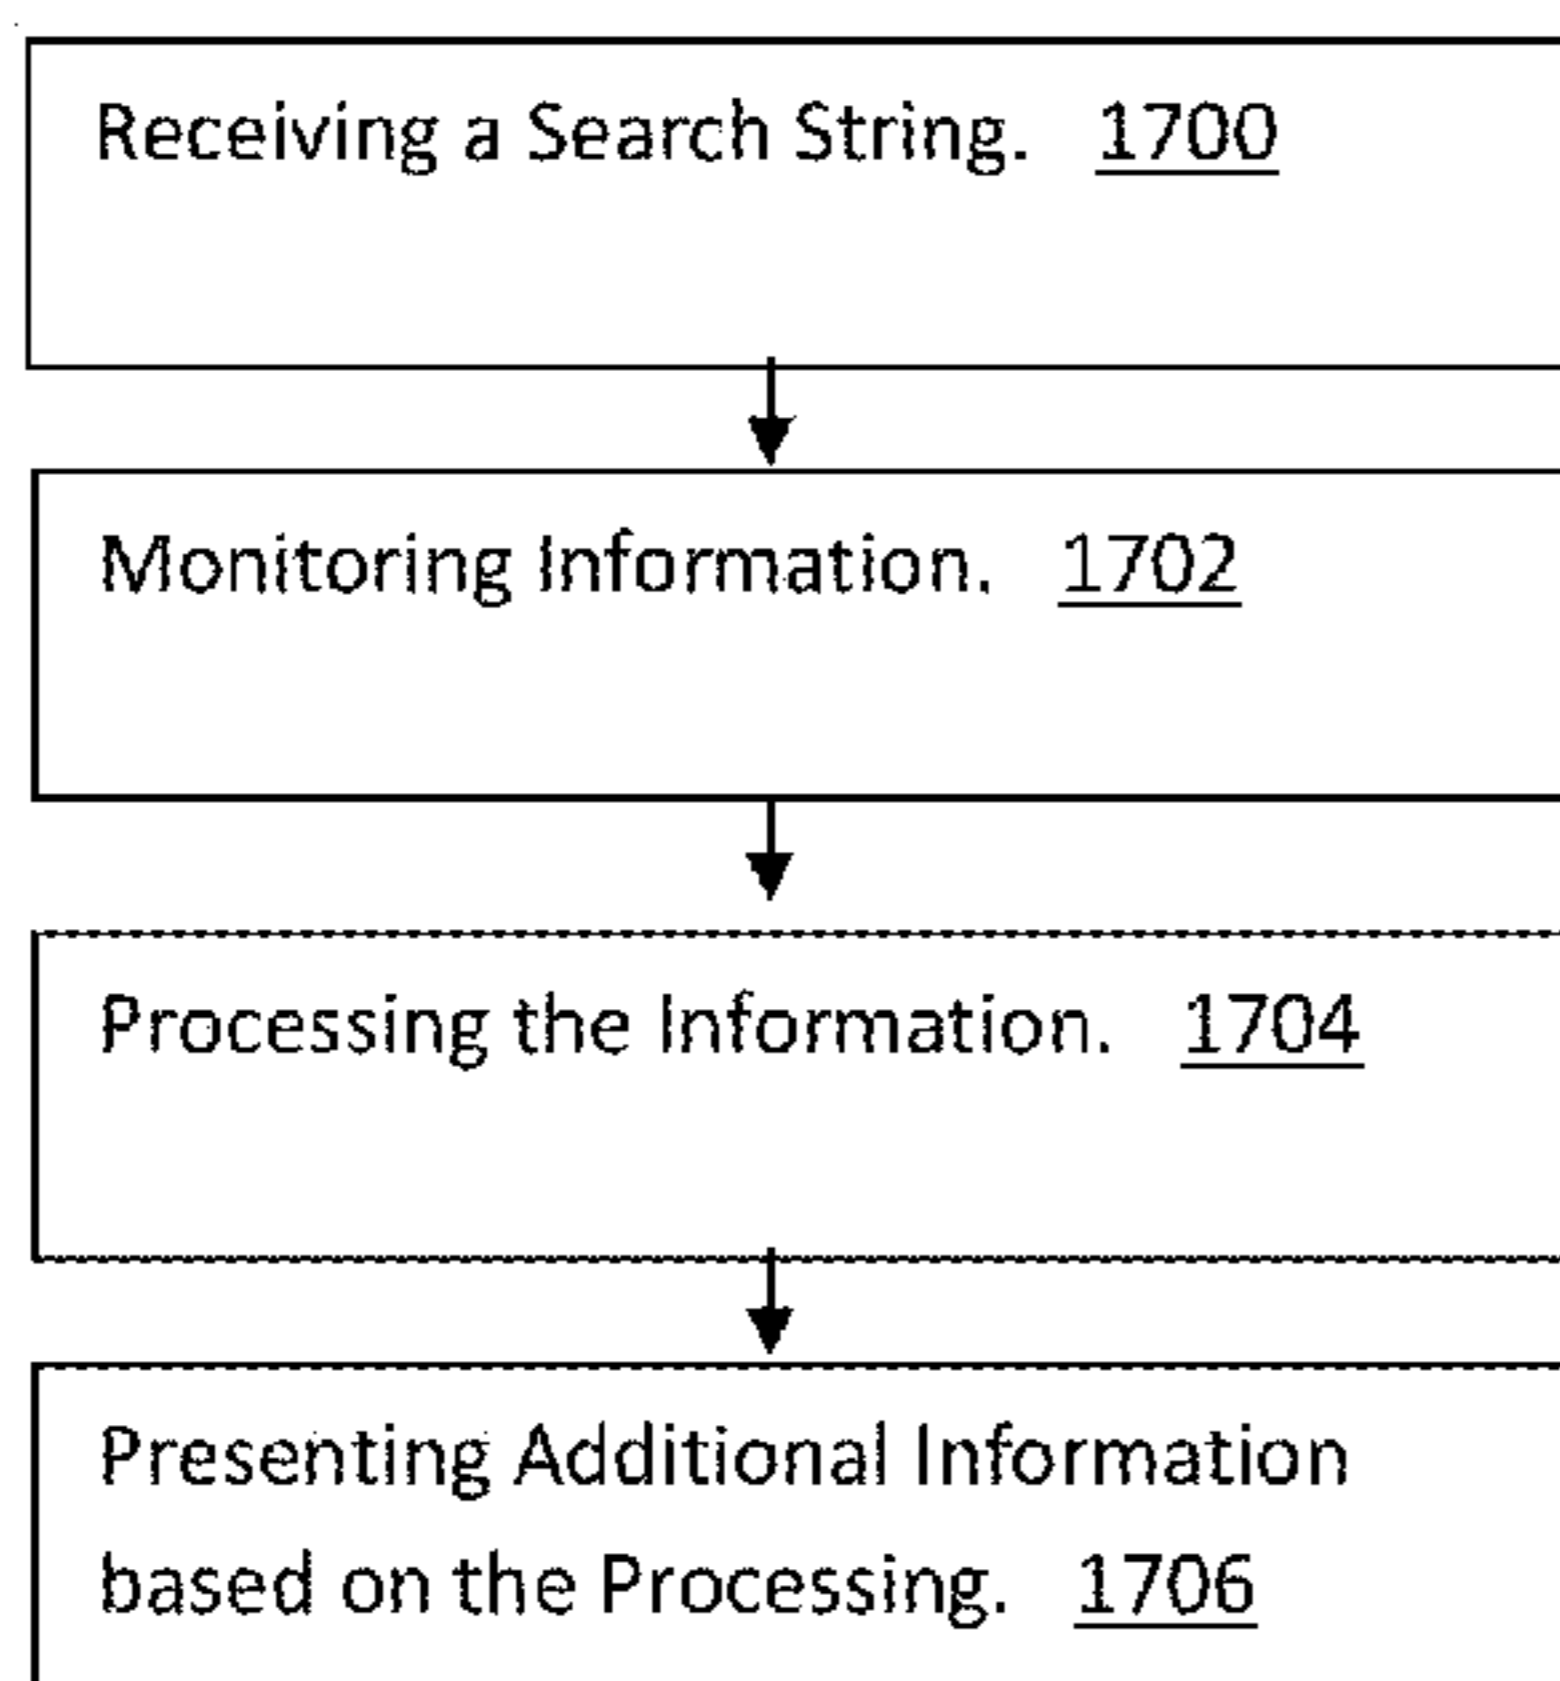 Receiving a Search String. 1700
Monitoring Information. 1702
Processing the Information. 1704
Presenting Additional Information
based on the Processing. 1706